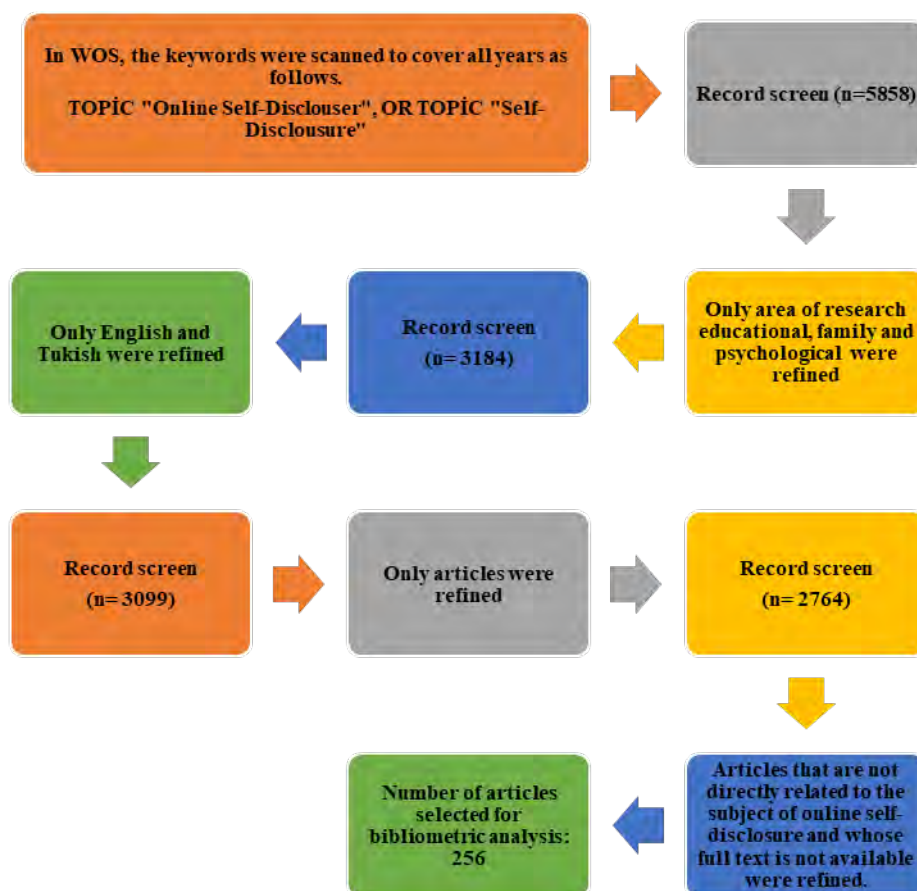 In WOS, the keywords were scanned to cover all years as
follows.
TOPİC "Online Self-Disclouser", OR TOPİC "Self-
Disclousure"
Record screen (n=5858)
Only area of research
educational, family and
psychological were
refined
Record screen
(n= 3184)
Only English and
Tukish were refined
Record screen
(n= 3099)
Only articles were
refined
Record screen
(n= 2764)
Articles that are not
directly related to the
subject of online self-
disclosure and whose
full text is not available
were refined.
Number of articles
selected for
bibliometric analysis:
256